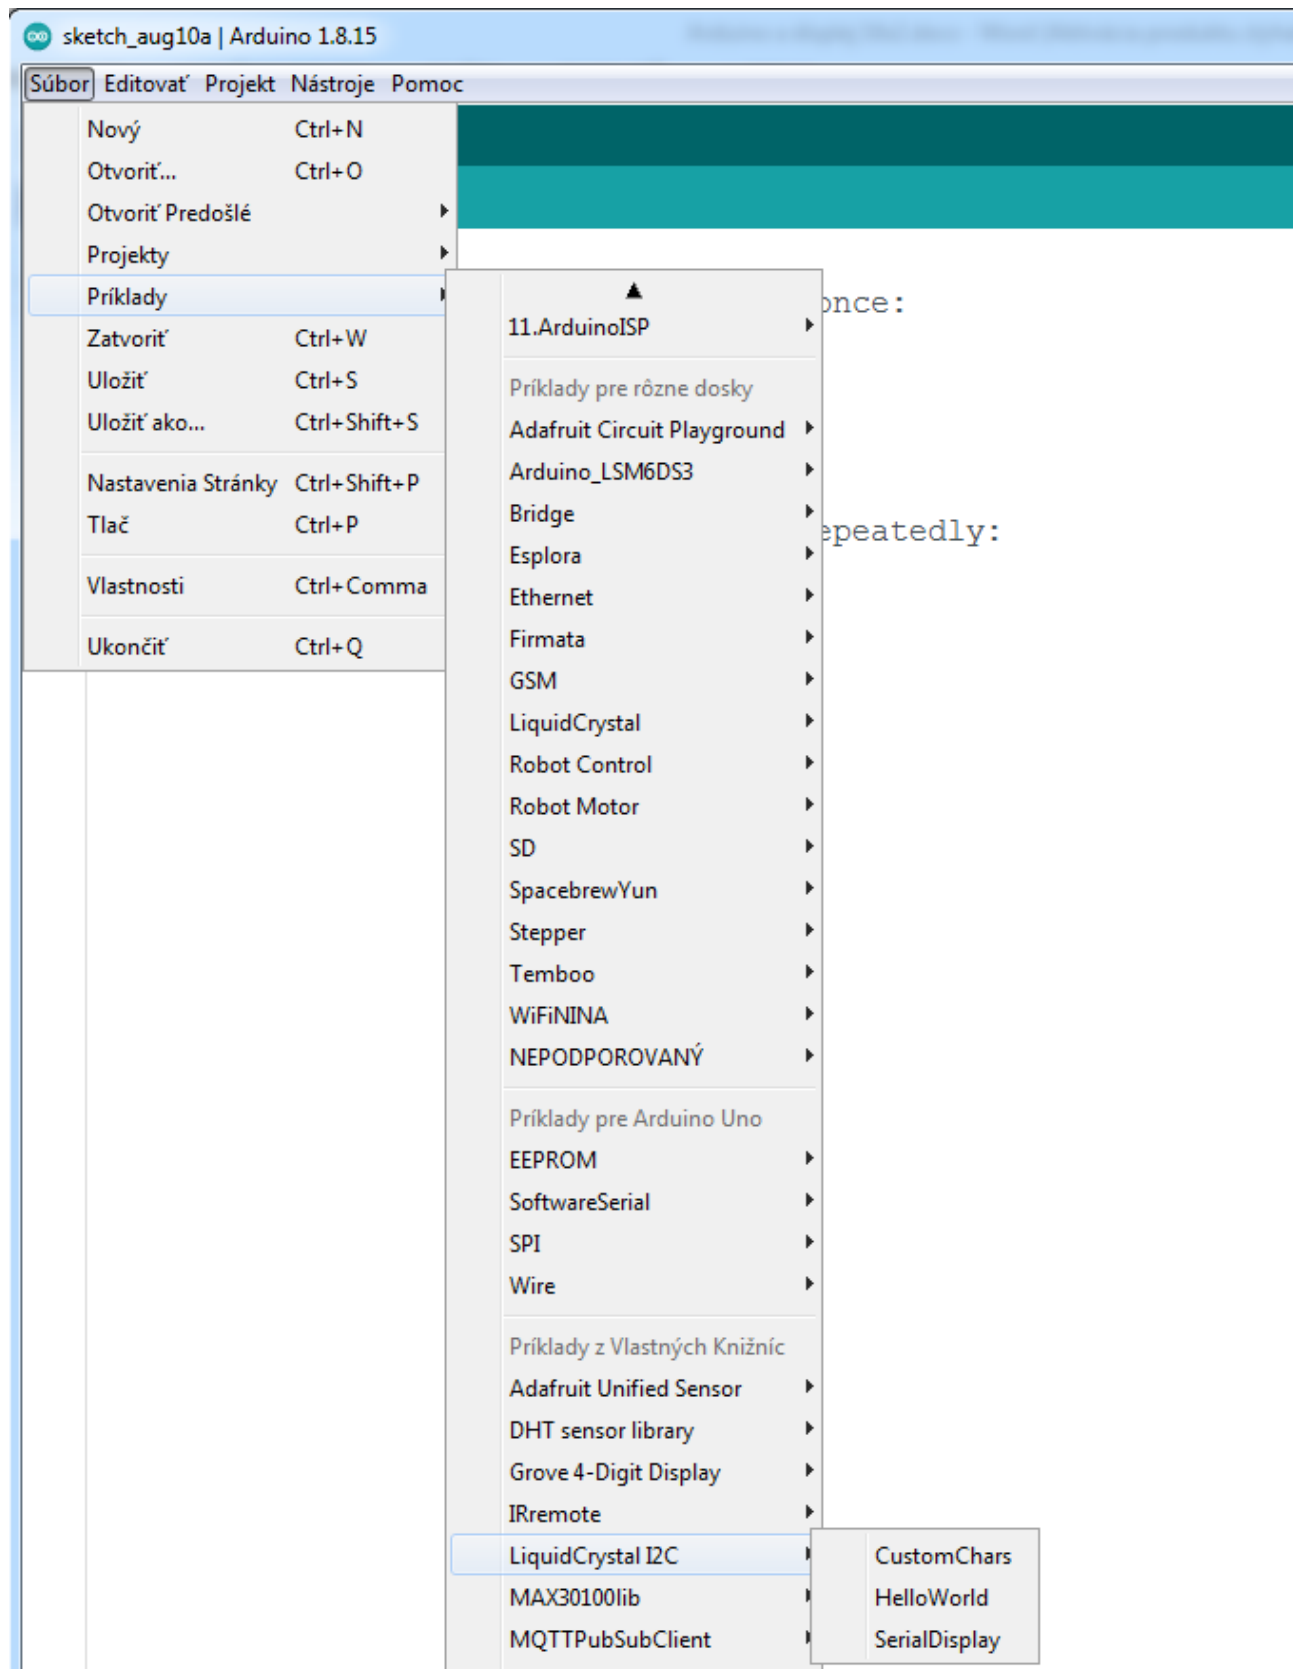 sketch_aug10a | Arduino 1.8.15
Súbor Editovať Projekt Nástroje Pomoc
Nový Ctrl+N
Otvoriť... Ctrl+O
Otvoriť Predošlé
Projekty
Príklady
Zatvoriť Ctrl+W
Uložiť Ctrl+S
Uložiť ako... Ctrl+Shift+S
Nastavenia Stránky Ctrl+Shift+P
Tlač Ctrl+P
Vlastnosti Ctrl+Comma
Ukončiť Ctrl+Q
11.ArduinoISP
Príklady pre rôzne dosky
Adafruit Circuit Playground
Arduino_LSM6DS3
Bridge
Esplora
Ethernet
Firmata
GSM
LiquidCrystal
Robot Control
Robot Motor
SD
SpacebrewYun
Stepper
Temboo
WiFiNINA
NEPODPOROVANÝ
Príklady pre Arduino Uno
EEPROM
SoftwareSerial
SPI
Wire
Príklady z Vlastných Knižníc
Adafruit Unified Sensor
DHT sensor library
Grove 4-Digit Display
IRremote
LiquidCrystal I2C
MAX30100lib
MQTTPubSubClient
CustomChars
HelloWorld
SerialDisplay
once:
epeatedly: